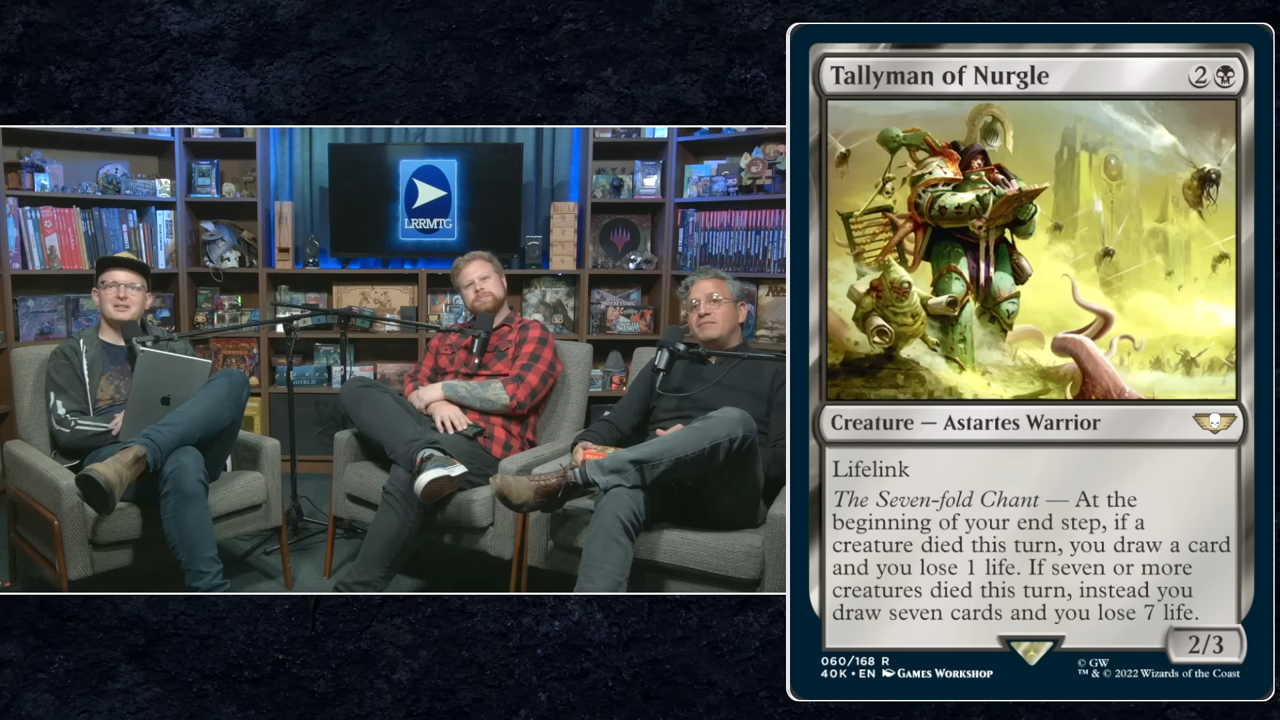 LRRMTG
Tallyman of Nurgle 2
Creature — Astartes Warrior
Lifelink
The Seven-fold Chant — At the
beginning of your end step, if a
creature died this turn, you draw a card
and you lose 1 life. If seven or more
creatures died this turn, instead you
draw seven cards and you lose 7 life.
2/3
060/168 R
40K • EN GAMES WORKSHOP
© GW
™ & © 2022 Wizards of the Coast